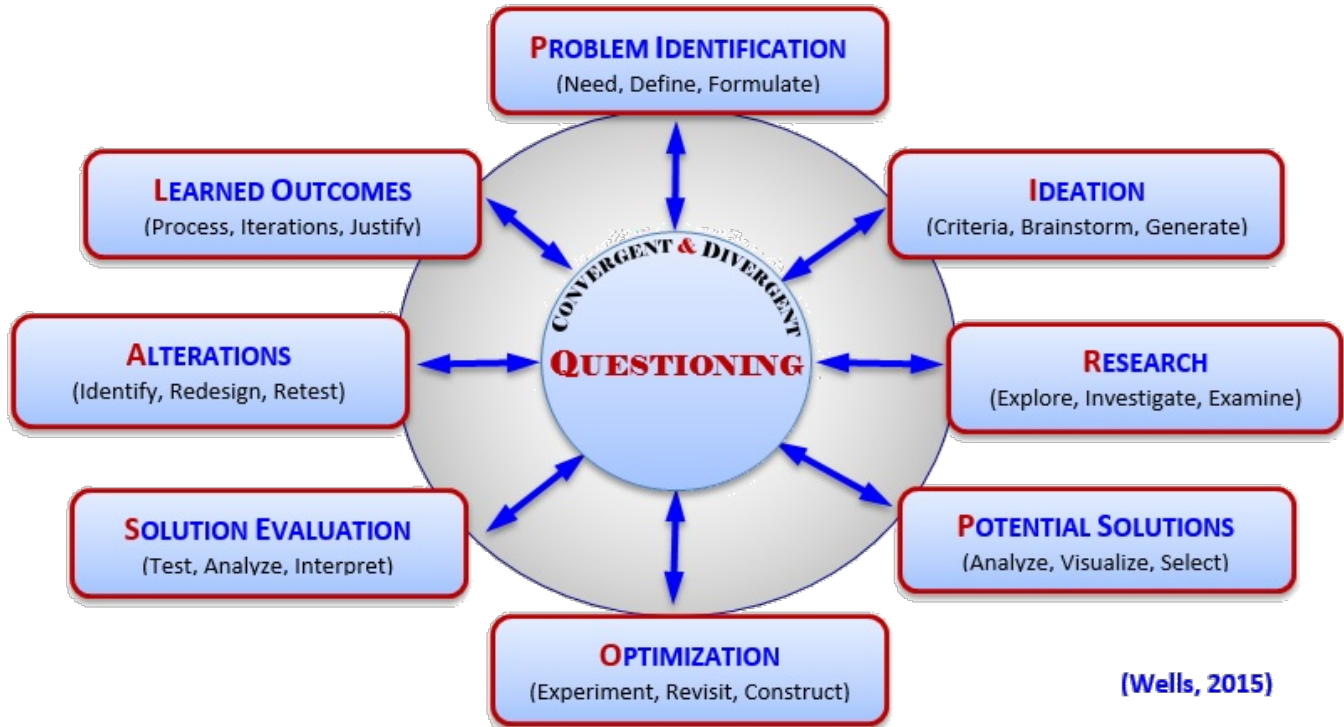 PROBLEM IDENTIFICATION
(Need, Define, Formulate)
IDEATION
(Criteria, Brainstorm, Generate)
RESEARCH
(Explore, Investigate, Examine)
POTENTIAL SOLUTIONS
(Analyze, Visualize, Select)
OPTIMIZATION
(Experiment, Revisit, Construct)
SOLUTION EVALUATION
(Test, Analyze, Interpret)
ALTERATIONS
(Identify, Redesign, Retest)
LEARNED OUTCOMES
(Process, Iterations, Justify)
CONVERGENT & DIVERGENT
QUESTIONING
(Wells, 2015)